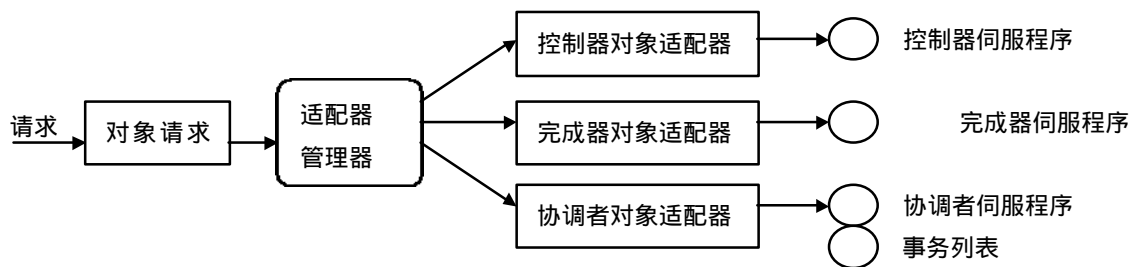 控制器对象适配器
控制器伺服程序
请求
对象请求
适配器
管理器
完成器对象适配器
完成器伺服程序
协调者对象适配器
协调者伺服程序
事务列表